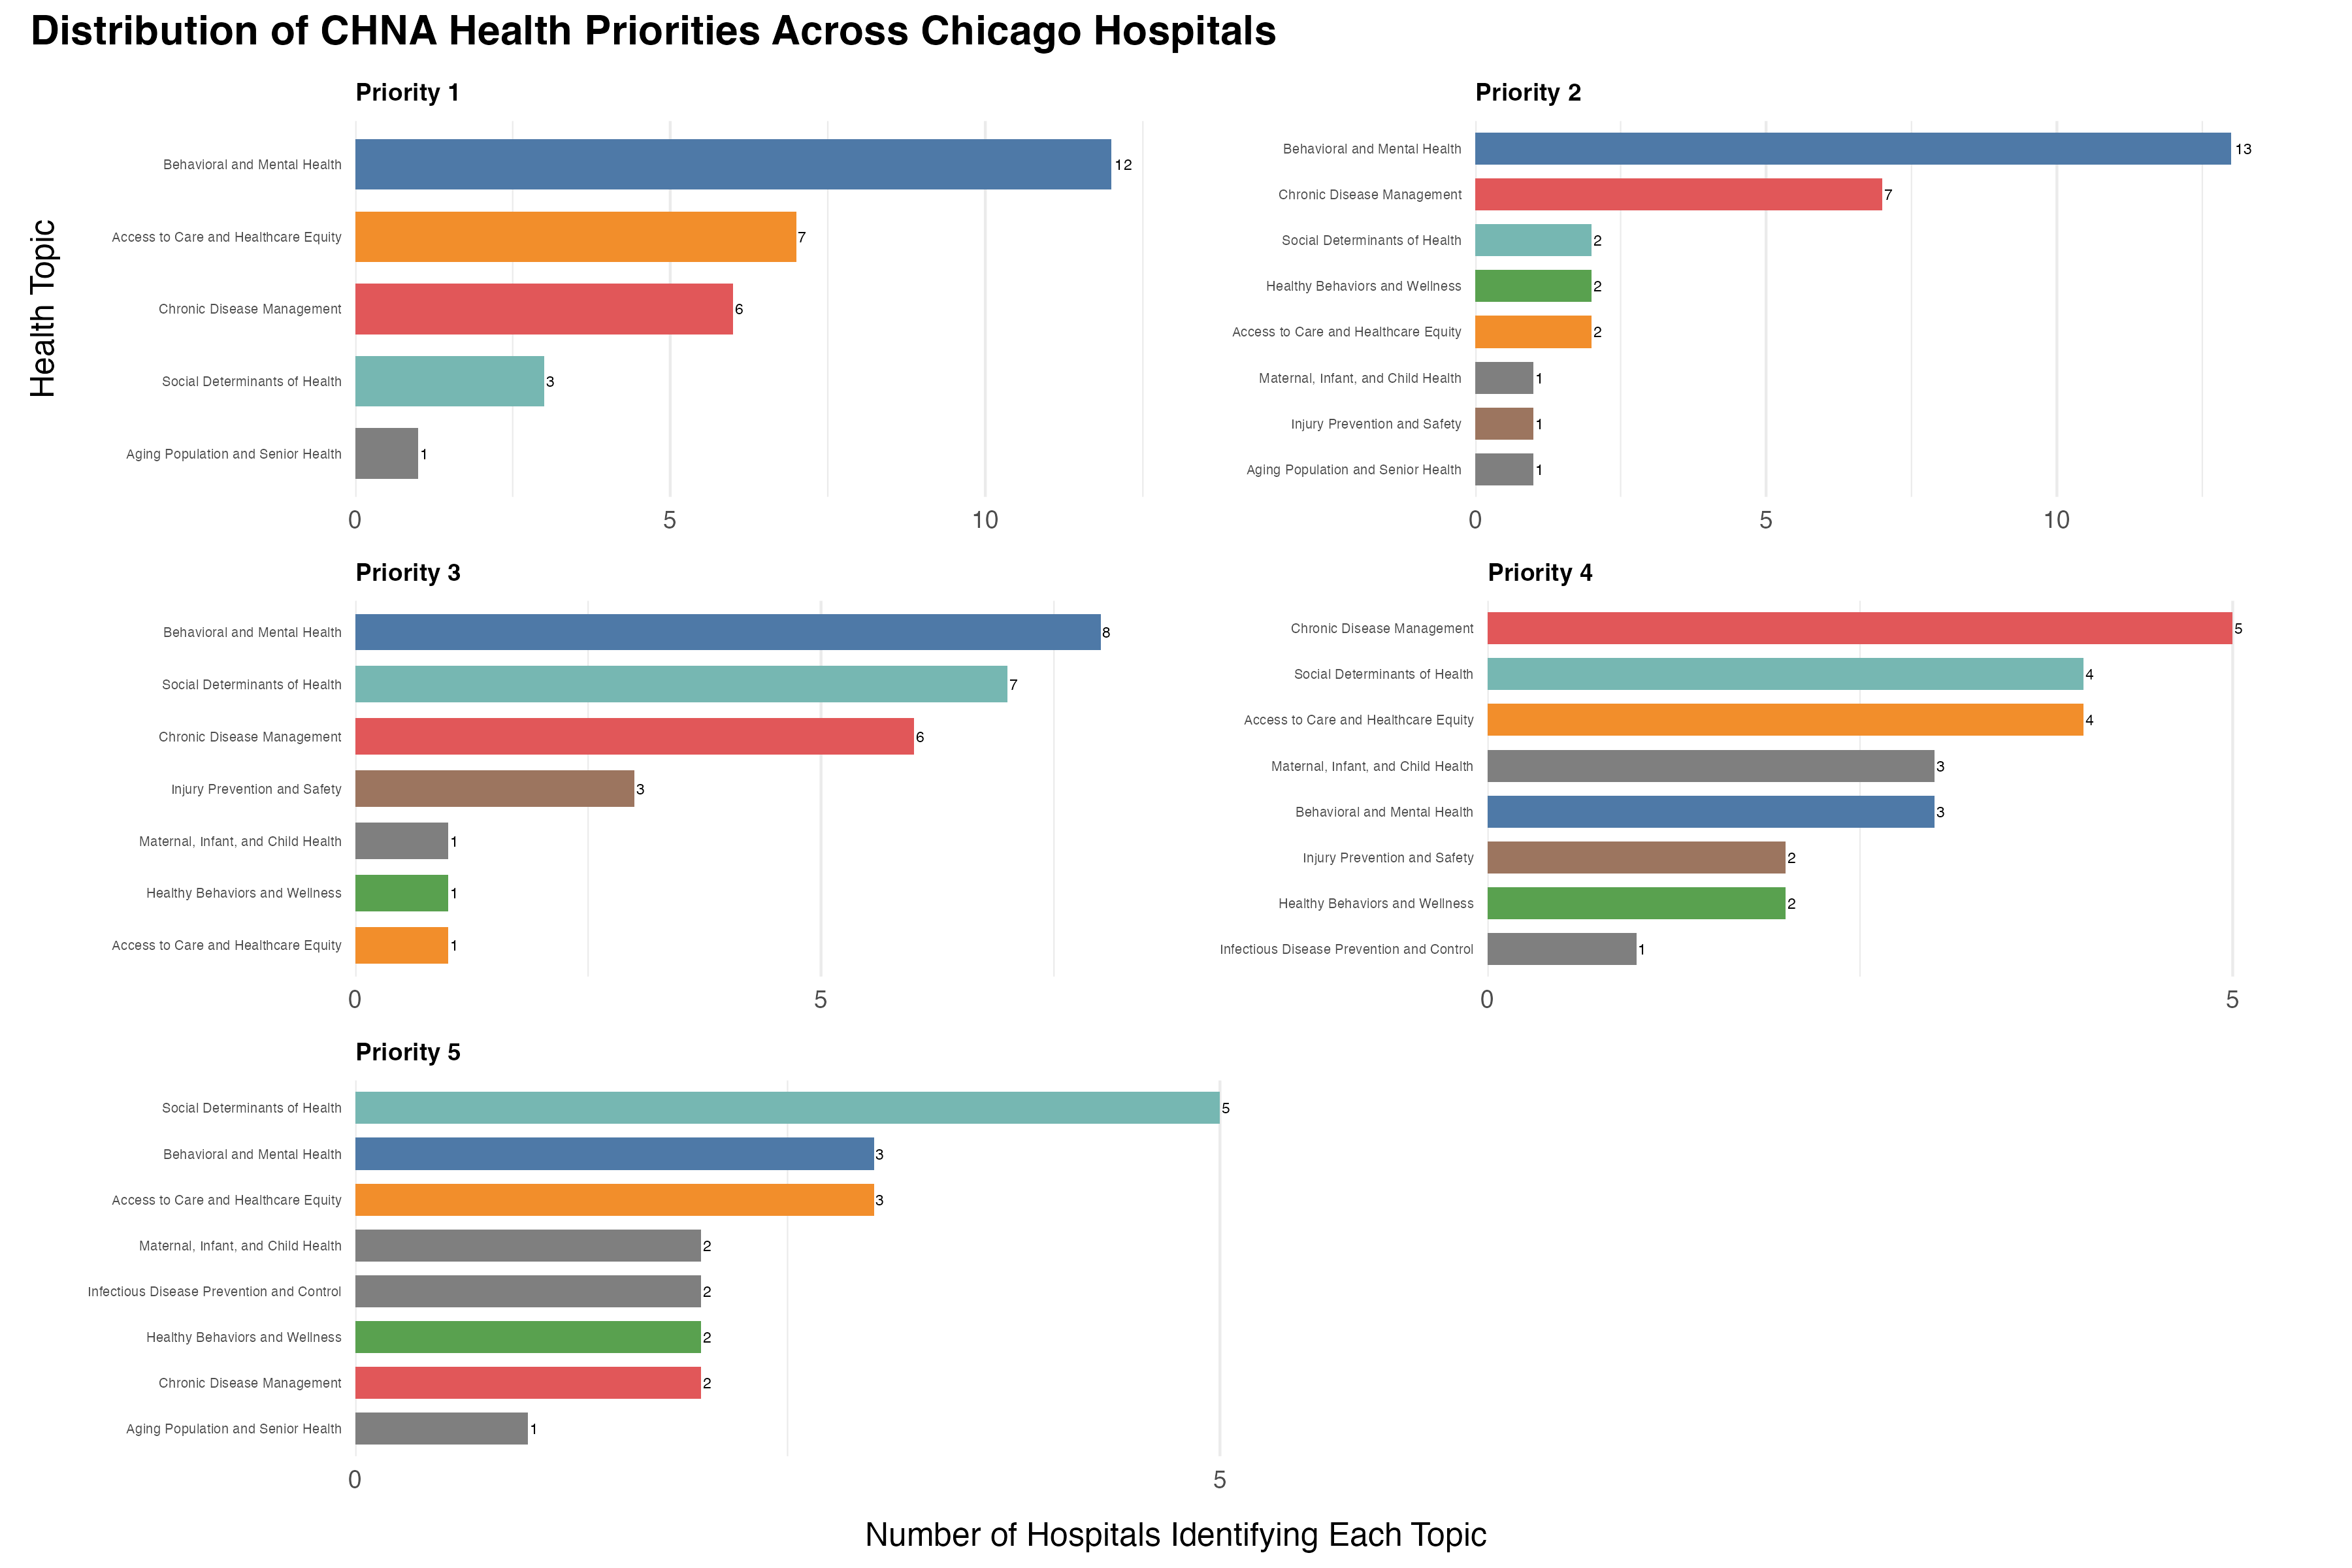 Distribution of CHNA Health Priorities Across Chicago Hospitals
Health Topic
Priority 1
Behavioral and Mental Health 12
Access to Care and Healthcare Equity 7
Chronic Disease Management 6
Social Determinants of Health 3
Aging Population and Senior Health 1
0 5 10
Priority 2
Behavioral and Mental Health 13
Chronic Disease Management 7
Social Determinants of Health 2
Healthy Behaviors and Wellness 2
Access to Care and Healthcare Equity 2
Maternal, Infant, and Child Health 1
Injury Prevention and Safety 1
Aging Population and Senior Health 1
0 5 10
Priority 3
Behavioral and Mental Health 8
Social Determinants of Health 7
Chronic Disease Management 6
Injury Prevention and Safety 3
Maternal, Infant, and Child Health 1
Healthy Behaviors and Wellness 1
Access to Care and Healthcare Equity 1
0 5
Priority 4
Chronic Disease Management 5
Social Determinants of Health 4
Access to Care and Healthcare Equity 4
Maternal, Infant, and Child Health 3
Behavioral and Mental Health 3
Injury Prevention and Safety 2
Healthy Behaviors and Wellness 2
Infectious Disease Prevention and Control 1
0 5
Priority 5
Social Determinants of Health 5
Behavioral and Mental Health 3
Access to Care and Healthcare Equity 3
Maternal, Infant, and Child Health 2
Infectious Disease Prevention and Control 2
Healthy Behaviors and Wellness 2
Chronic Disease Management 2
Aging Population and Senior Health 1
0 5
Number of Hospitals Identifying Each Topic